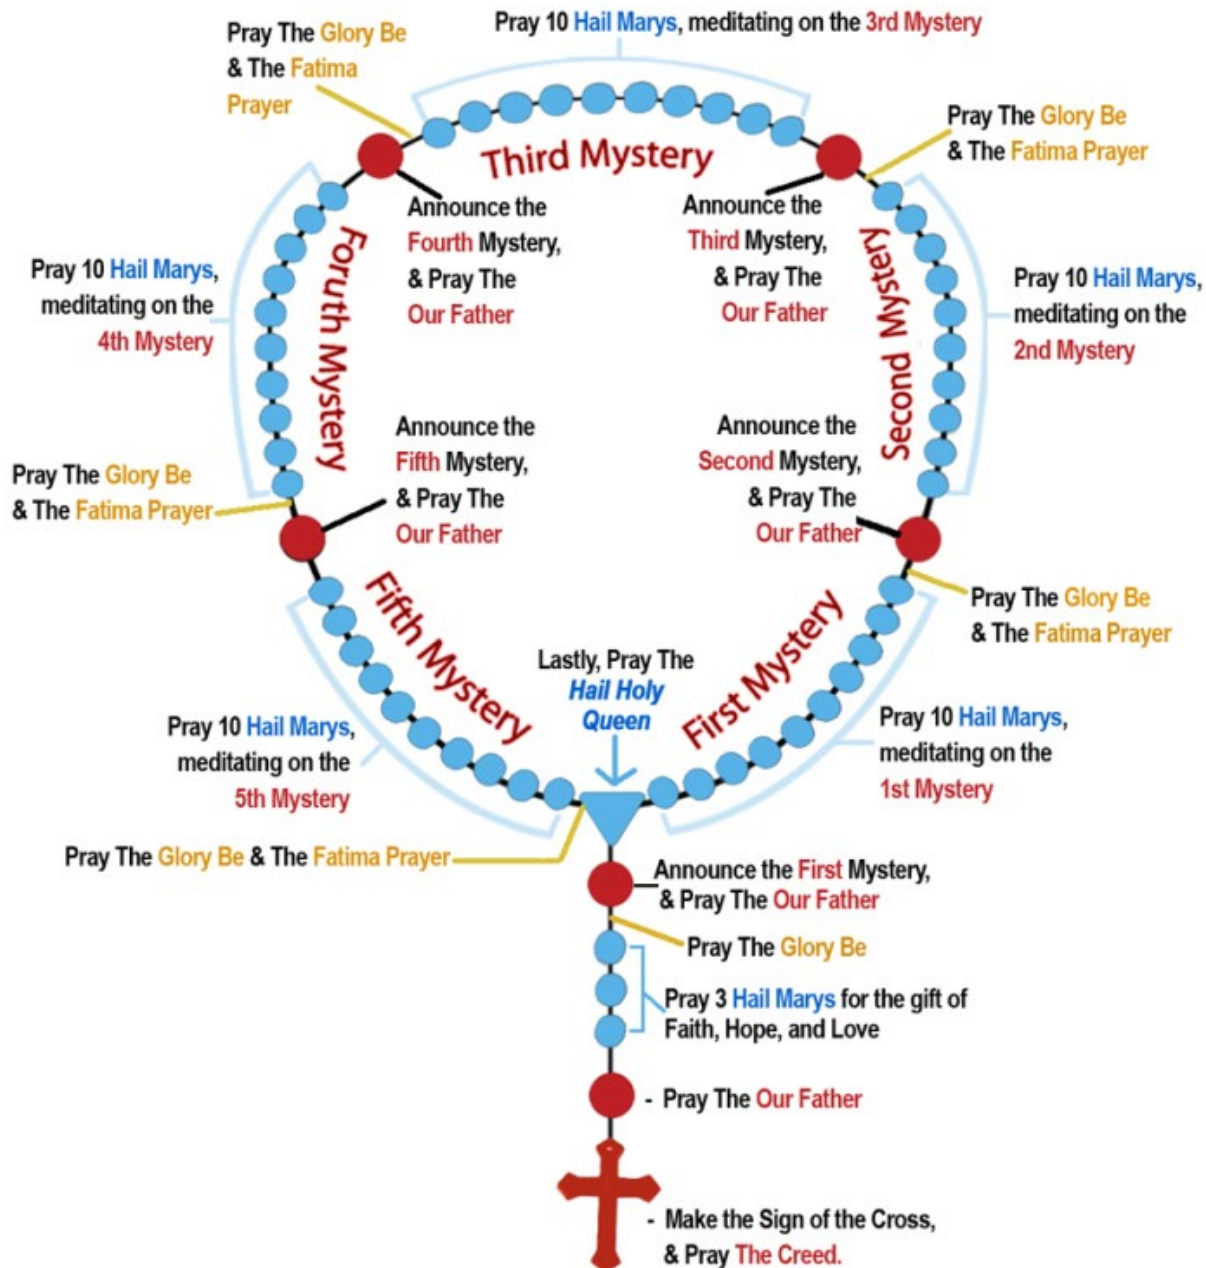 Pray 10 Hail Marys, meditating on the 3rd Mystery
Pray The Glory Be
& The Fatima
Prayer
Pray The Glory Be
& The Fatima Prayer
Third Mystery
Announce the
Fourth Mystery,
& Pray The
Our Father
Announce the
Third Mystery,
& Pray The
Our Father
Pray 10 Hail Marys,
meditating on the
4th Mystery
Foruth Mystery
Second Mystery
Pray 10 Hail Marys,
meditating on the
2nd Mystery
Announce the
Fifth Mystery,
& Pray The
Our Father
Announce the
Second Mystery,
& Pray The
Our Father
Pray The Glory Be
& The Fatima Prayer
Pray The Glory Be
& The Fatima Prayer
Fifth Mystery
First Mystery
Lastly, Pray The
Hail Holy
Queen
Pray 10 Hail Marys,
meditating on the
5th Mystery
Pray 10 Hail Marys,
meditating on the
1st Mystery
Pray The Glory Be & The Fatima Prayer
Announce the First Mystery,
& Pray The Our Father
Pray The Glory Be
Pray 3 Hail Marys for the gift of
Faith, Hope, and Love
- Pray The Our Father
- Make the Sign of the Cross,
& Pray The Creed.